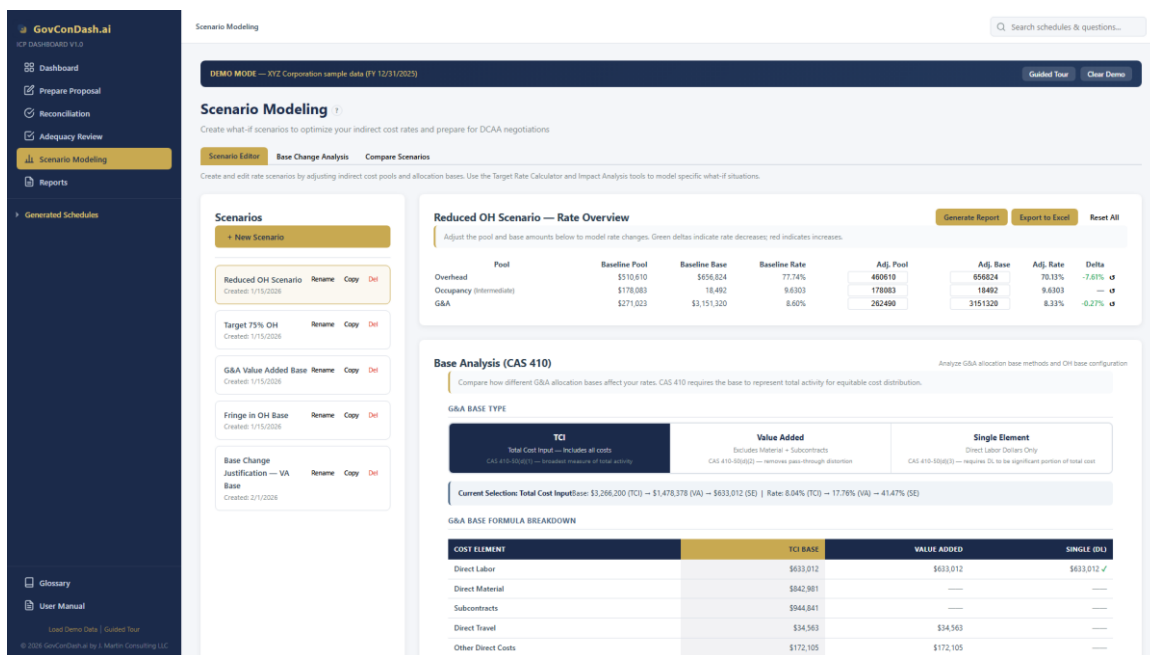 GovConDash.ai
ICP DASHBOARD V1.0
Dashboard
Prepare Proposal
Reconciliation
Adequacy Review
Scenario Modeling
Reports
Generated Schedules
Glossary
User Manual
Load Demo Data | Guided Tour
© 2026 GovConDash.ai by J. Martin Consulting LLC
Scenario Modeling
Search schedules & questions...
DEMO MODE — XYZ Corporation sample data (FY 12/31/2025)
Guided Tour Clear Demo
Scenario Modeling ?
Create what-if scenarios to optimize your indirect cost rates and prepare for DCAA negotiations
Scenario Editor Base Change Analysis Compare Scenarios
Create and edit rate scenarios by adjusting indirect cost pools and allocation bases. Use the Target Rate Calculator and Impact Analysis tools to model specific what-if situations.
Scenarios
+ New Scenario
Reduced OH Scenario Rename Copy Del
Created: 1/15/2026
Target 75% OH Rename Copy Del
Created: 1/15/2026
G&A Value Added Base Rename Copy Del
Created: 1/15/2026
Fringe in OH Base Rename Copy Del
Created: 1/15/2026
Base Change
Justification — VA Rename Copy Del
Base
Created: 2/1/2026
Reduced OH Scenario — Rate Overview
Generate Report Export to Excel Reset All
Adjust the pool and base amounts below to model rate changes. Green deltas indicate rate decreases; red indicates increases.
Pool Baseline Pool Baseline Base Baseline Rate Adj. Pool Adj. Base Adj. Rate Delta
Overhead $510,610 $656,824 77.74% 460610 656824 70.13% -7.61%
Occupancy (Intermediate) $178,083 18,492 9.6303 178083 18492 9.6303 —
G&A $271,023 $3,151,320 8.60% 262490 3151320 8.33% -0.27%
Base Analysis (CAS 410)
Analyze G&A allocation base methods and OH base configuration
Compare how different G&A allocation bases affect your rates. CAS 410 requires the base to represent total activity for equitable cost distribution.
G&A BASE TYPE
TCI
Total Cost Input — Includes all costs
CAS 410-50(d)(1) — broadest measure of total activity
Value Added
Excludes Material + Subcontracts
CAS 410-50(d)(2) — removes pass-through distortion
Single Element
Direct Labor Dollars Only
CAS 410-50(d)(3) — requires DL to be significant portion of total cost
Current Selection: Total Cost InputBase: $3,266,200 (TCI) → $1,478,378 (VA) → $633,012 (SE) | Rate: 8.04% (TCI) → 17.76% (VA) → 41.47% (SE)
G&A BASE FORMULA BREAKDOWN
COST ELEMENT TCI BASE VALUE ADDED SINGLE (DL)
Direct Labor $633,012 $633,012 $633,012 ✓
Direct Material $842,981 — —
Subcontracts $944,841 — —
Direct Travel $34,563 $34,563 —
Other Direct Costs $172,105 $172,105 —